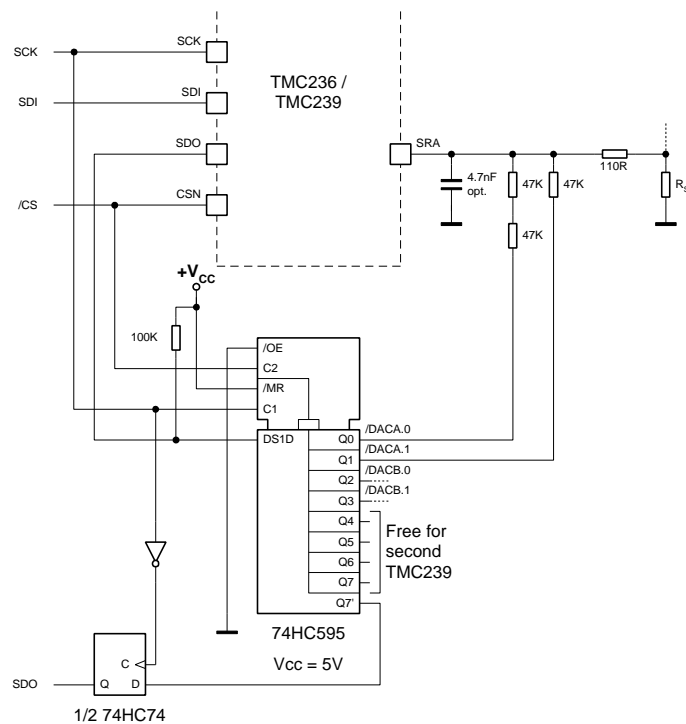 SCK
SCK
TMC236 /
TMC239
SDI
SDI
SDO
SRA
110R
4.7nF
opt.
47K
47K
R
/CS
CSN
47K
+VCC
100K
/OE
C2
/MR
C1
DS1D
Q0
/DACA.0
Q1
/DACA.1
Q2
/DACB.0
Q3
/DACB.1
Q4
Q5
Q6
Q7
Free for
second
TMC239
Q7'
74HC595
Vcc = 5V
C
SDO
Q
D
1/2 74HC74